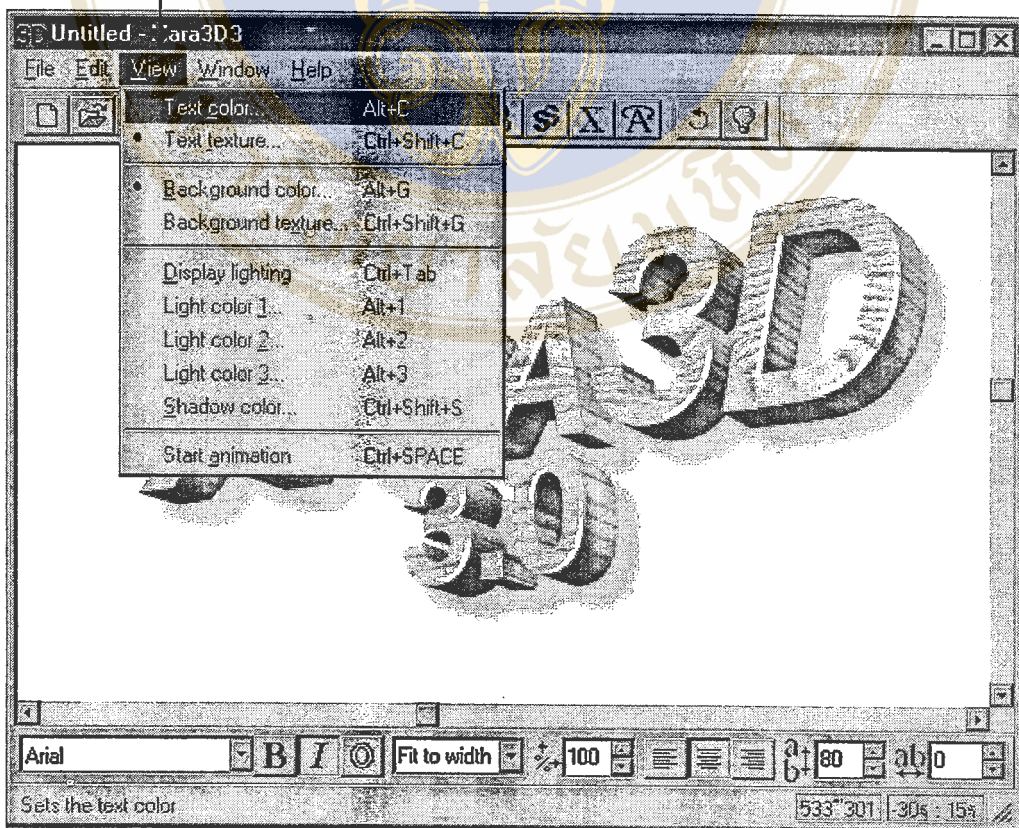 Untitled - Xara3D3
File Edit View Window Help
Text color... Alt+C
Text texture... Ctrl+Shift+C
Background color... Alt+G
Background texture... Ctrl+Shift+G
Display lighting Ctrl+Tab
Light color 1... Alt+1
Light color 2... Alt+2
Light color 3... Alt+3
Shadow color... Ctrl+Shift+S
Start animation Ctrl+SPACE
A3D
3.0
Arial B I O Fit to width 100 80 ab 0
Sets the text color 533*301 -30s : 15s